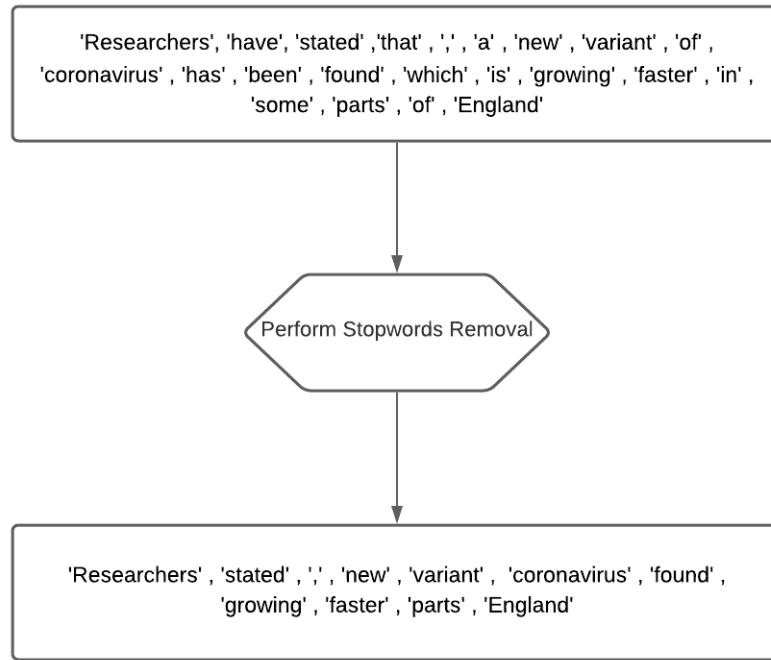 'Researchers', 'have', 'stated' ,'that' , ',' , 'a' , 'new' , 'variant' , 'of' ,
'coronavirus' , 'has' , 'been' , 'found' , 'which' , 'is' , 'growing' , 'faster' , 'in' ,
'some' , 'parts' , 'of' , 'England'
Perform Stopwords Removal
'Researchers' , 'stated' , ',' , 'new' , 'variant' , 'coronavirus' , 'found' ,
'growing' , 'faster' , 'parts' , 'England'